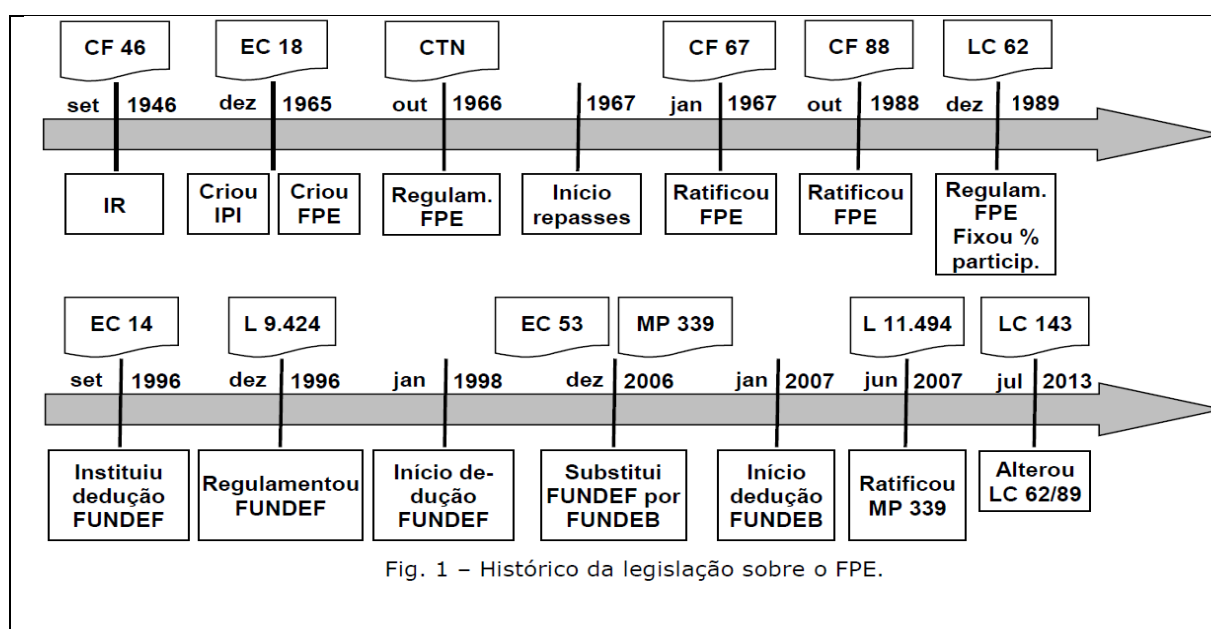 CF 46
EC 18
CTN
CF 67
CF 88
LC 62
set 1946
dez 1965
out 1966
1967
jan 1967
out 1988
dez 1989
IR
Criou
IPI
Criou
FPE
Regulam.
FPE
Início
repasses
Ratificou
FPE
Ratificou
FPE
Regulam.
FPE
Fixou %
particip.
EC 14
L 9.424
EC 53
MP 339
L 11.494
LC 143
set 1996
dez 1996
jan 1998
dez 2006
jan 2007
jun 2007
jul 2013
Instituiu
dedução
FUNDEF
Regulamentou
FUNDEF
Início de-
dução
FUNDEF
Substitui
FUNDEF por
FUNDEB
Início
dedução
FUNDEB
Ratificou
MP 339
Alterou
LC 62/89
Fig. 1 – Histórico da legislação sobre o FPE.